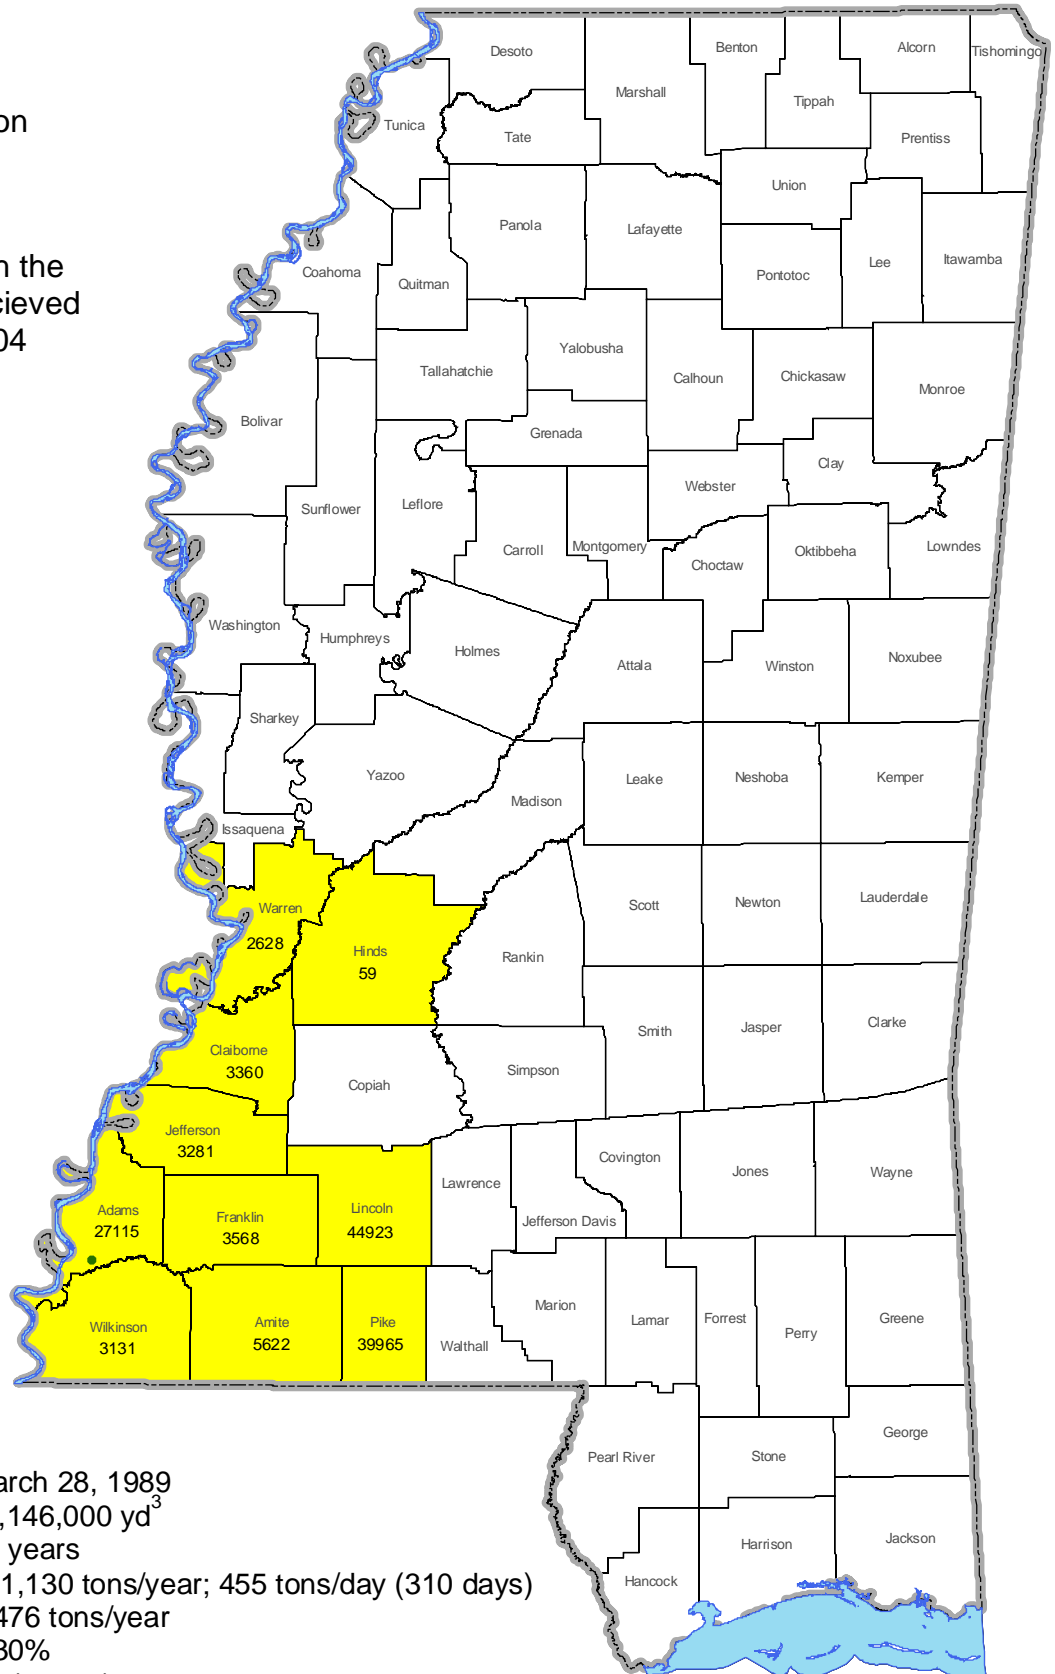 Desoto
Benton
Alcorn
Tishomingo
Marshall
Tippah
on
Tunica
Tate
Prentiss
Union
Panola
Lafayette
n the
Coahoma
Quitman
Pontotoc
Lee
Itawamba
cieved
04
Yalobusha
Tallahatchie
Calhoun
Chickasaw
Monroe
Bolivar
Grenada
Clay
Webster
Sunflower
Leflore
Carroll
Montgomery
Oktibbeha
Lowndes
Choctaw
Washington
Humphreys
Holmes
Attala
Winston
Noxubee
Sharkey
Yazoo
Leake
Neshoba
Kemper
Madison
Issaquena
Warren
2628
Scott
Newton
Lauderdale
Hinds
59
Rankin
Smith
Jasper
Clarke
Claiborne
3360
Copiah
Simpson
Jefferson
3281
Lawrence
Covington
Jones
Wayne
Adams
27115
Franklin
3568
Lincoln
44923
Jefferson Davis
Wilkinson
3131
Amite
5622
Pike
39965
Walthall
Marion
Lamar
Forrest
Perry
Greene
George
Pearl River
Stone
arch 28, 1989
,146,000 yd3
years
1,130 tons/year; 455 tons/day (310 days)
476 tons/year
30%
Harrison
Jackson
Hancock